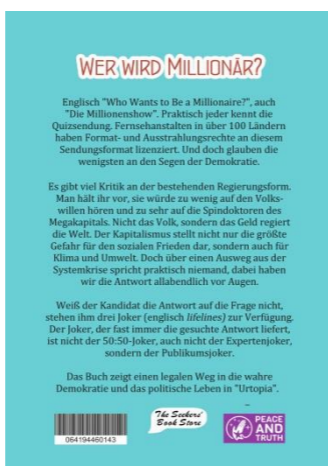 WER WIRD MILLIONÄR?
Englisch "Who Wants to Be a Millionaire?", auch
"Die Millionenshow". Praktisch jeder kennt die
Quizsendung. Fernsehanstalten in über 100 Ländern
haben Format- und Ausstrahlungsrechte an diesem
Sendungsformat lizenziert. Und doch glauben die
wenigsten an den Segen der Demokratie.
Es gibt viel Kritik an der bestehenden Regierungsform.
Man hält ihr vor, sie würde zu wenig auf den Volks-
willen hören und zu sehr auf die Spindoktoren des
Megakapitals. Nicht das Volk, sondern das Geld regiert
die Welt. Der Kapitalismus stellt nicht nur die größte
Gefahr für den sozialen Frieden dar, sondern auch für
Klima und Umwelt. Doch über einen Ausweg aus der
Systemkrise spricht praktisch niemand, dabei haben
wir die Antwort allabendlich vor Augen.
Weiß der Kandidat die Antwort auf die Frage nicht,
stehen ihm drei Joker (englisch lifelines) zur Verfügung.
Der Joker, der fast immer die gesuchte Antwort liefert,
ist nicht der 50:50-Joker, auch nicht der Expertenjoker,
sondern der Publikumsjoker.
Das Buch zeigt einen legalen Weg in die wahre
Demokratie und das politische Leben in "Urtopia".
The Seekers'
Book Store
PEACE
AND
TRUTH
064194460143